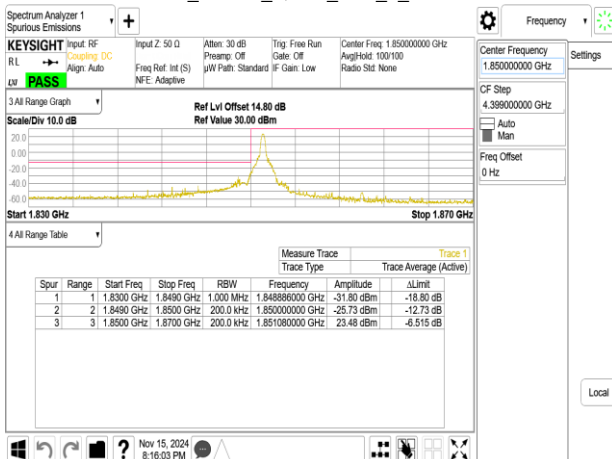 Spectrum Analyzer 1
Spurious Emissions
Frequency
KEYSIGHT Input: RF Input Z: 50 Ω Atten: 30 dB Trig: Free Run Center Freq: 1.850000000 GHz
RL Coupling: DC Preamp: Off Gate: Off Avg|Hold: 100/100
Align: Auto Freq Ref: Int (S) µW Path: Standard IF Gain: Low Radio Std: None
PASS NFE: Adaptive
Center Frequency
1.850000000 GHz
Settings
CF Step
4.399000000 GHz
Auto
Man
Freq Offset
0 Hz
3 All Range Graph
Ref Lvl Offset 14.80 dB
Scale/Div 10.0 dB Ref Value 30.00 dBm
20.0
0.00
-20.0
-40.0
-60.0
Start 1.830 GHz Stop 1.870 GHz
4 All Range Table
Measure Trace Trace 1
Trace Type Trace Average (Active)
Spur Range Start Freq Stop Freq RBW Frequency Amplitude ΔLimit
1 1 1.8300 GHz 1.8490 GHz 1.000 MHz 1.848886000 GHz -31.80 dBm -18.80 dB
2 2 1.8490 GHz 1.8500 GHz 200.0 kHz 1.850000000 GHz -25.73 dBm -12.73 dB
3 3 1.8500 GHz 1.8700 GHz 200.0 kHz 1.851080000 GHz 23.48 dBm -6.515 dB
Local
? Nov 15, 2024
8:16:03 PM